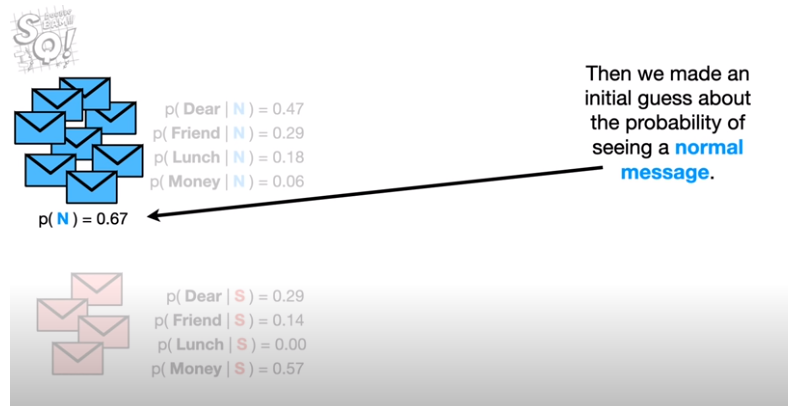 Then we made an
initial guess about
the probability of
seeing a normal
message.
p( Dear | N ) = 0.47
p( Friend | N ) = 0.29
p( Lunch | N ) = 0.18
p( Money | N ) = 0.06
p( N ) = 0.67
p( Dear | S ) = 0.29
p( Friend | S ) = 0.14
p( Lunch | S ) = 0.00
p( Money | S ) = 0.57